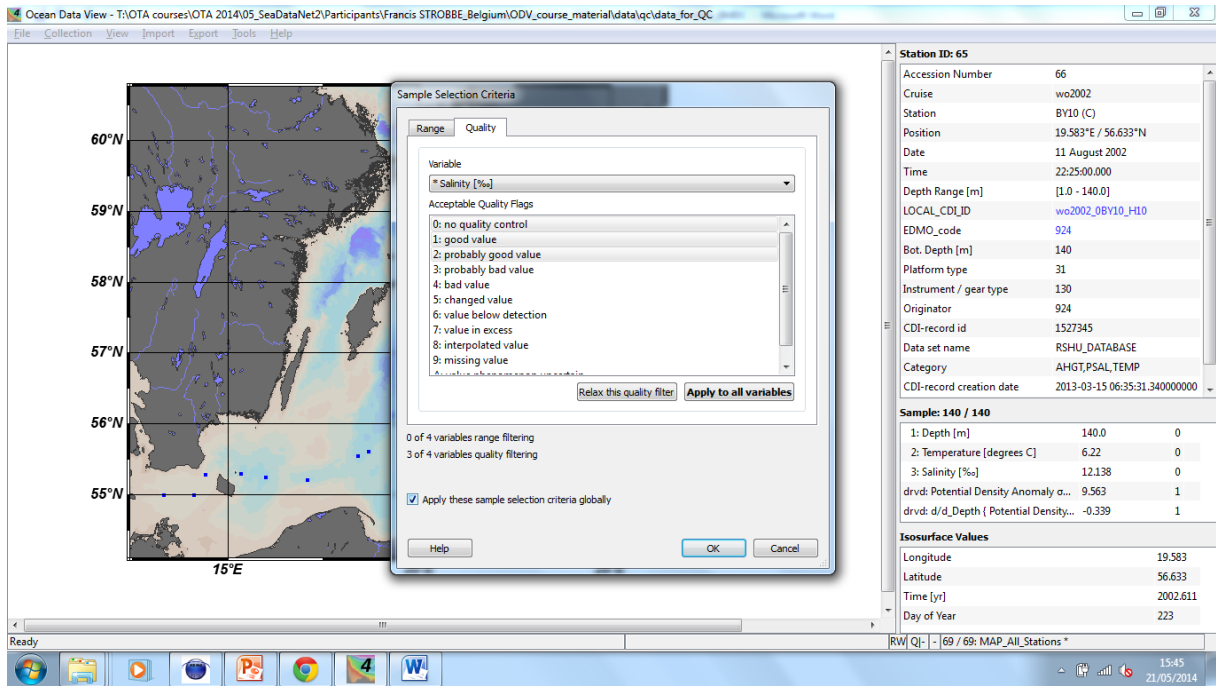 Ocean Data View - T:\OTA courses\OTA 2014\05_SeaDataNet2\Participants\Francis STROBBE_Belgium\ODV_course_material\data\qc\data_for_QC
File Collection View Import Export Tools Help
60°N
59°N
58°N
57°N
56°N
55°N
15°E
Sample Selection Criteria
Range Quality
Variable
* Salinity [‰]
Acceptable Quality Flags
0: no quality control
1: good value
2: probably good value
3: probably bad value
4: bad value
5: changed value
6: value below detection
7: value in excess
8: interpolated value
9: missing value
Relax this quality filter Apply to all variables
0 of 4 variables range filtering
3 of 4 variables quality filtering
Apply these sample selection criteria globally
Help OK Cancel
Station ID: 65
Accession Number 66
Cruise wo2002
Station BY10 (C)
Position 19.583°E / 56.633°N
Date 11 August 2002
Time 22:25:00.000
Depth Range [m] [1.0 - 140.0]
LOCAL_CDI_ID wo2002_0BY10_H10
EDMO_code 924
Bot. Depth [m] 140
Platform type 31
Instrument / gear type 130
Originator 924
CDI-record id 1527345
Data set name RSHU_DATABASE
Category AHGT,PSAL,TEMP
CDI-record creation date 2013-03-15 06:35:31.340000000
Sample: 140 / 140
1: Depth [m] 140.0 0
2: Temperature [degrees C] 6.22 0
3: Salinity [‰] 12.138 0
drvd: Potential Density Anomaly σ... 9.563 1
drvd: d/d_Depth { Potential Density... -0.339 1
Isosurface Values
Longitude 19.583
Latitude 56.633
Time [yr] 2002.611
Day of Year 223
Ready
RW Q|- - 69 / 69: MAP_All_Stations *
15:45
21/05/2014